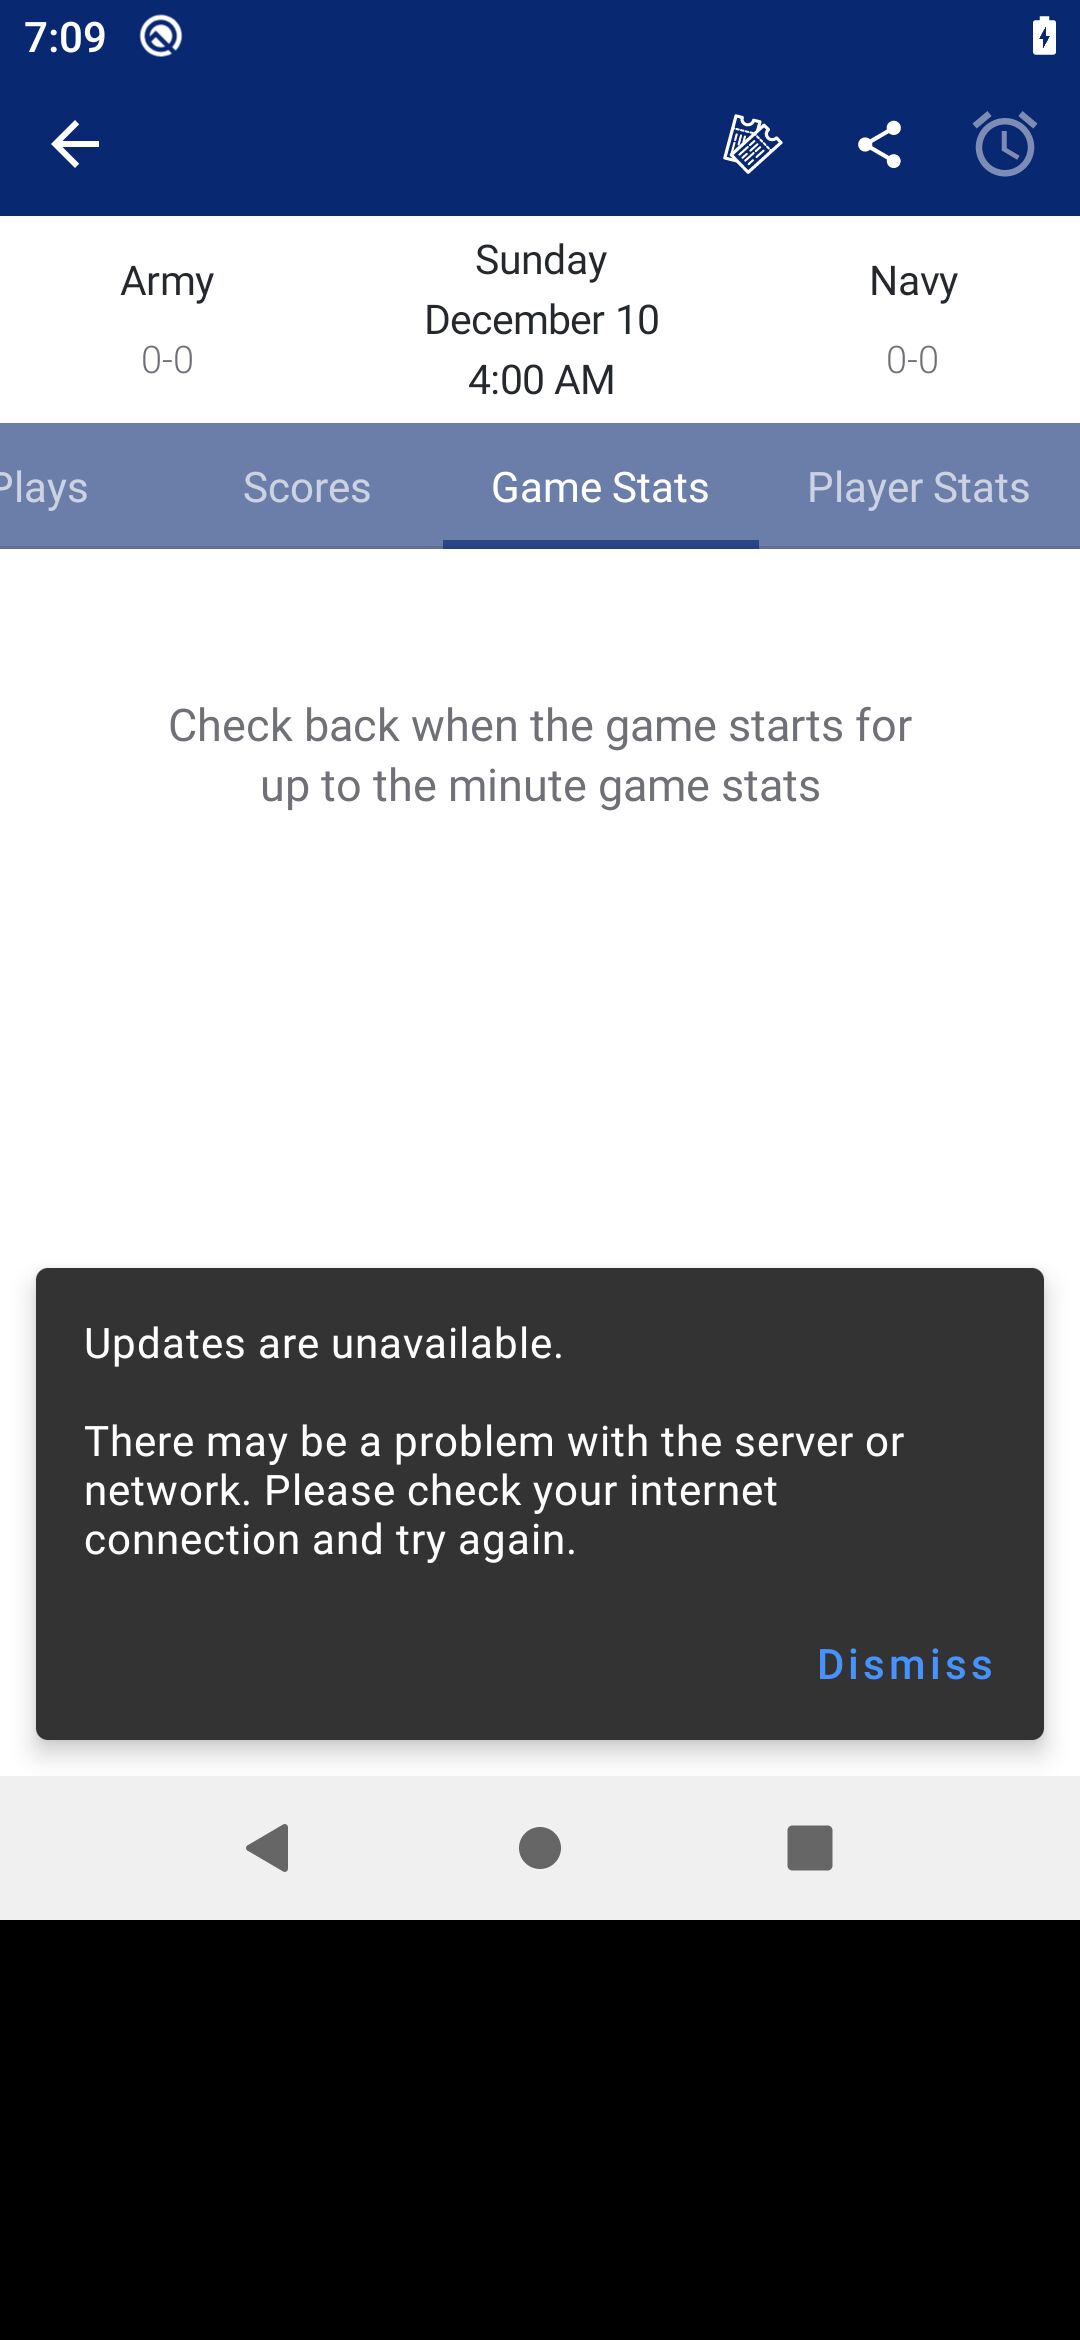 7:09
Army
0-0
Sunday
December 10
4:00 AM
Navy
0-0
Plays
Scores
Game Stats
Player Stats
Check back when the game starts for
up to the minute game stats
Updates are unavailable.
There may be a problem with the server or
network. Please check your internet
connection and try again.
Dismiss